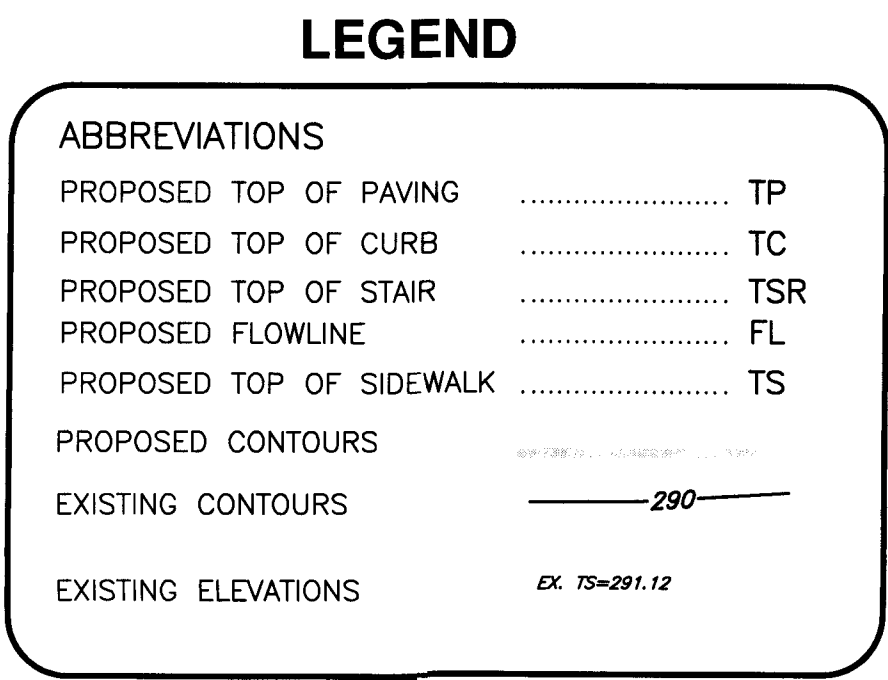 LEGEND
ABBREVIATIONS
PROPOSED TOP OF PAVING ....................... TP
PROPOSED TOP OF CURB ....................... TC
PROPOSED TOP OF STAIR ....................... TSR
PROPOSED FLOWLINE ....................... FL
PROPOSED TOP OF SIDEWALK ....................... TS
PROPOSED CONTOURS
EXISTING CONTOURS 290
EXISTING ELEVATIONS EX. TS=291.12